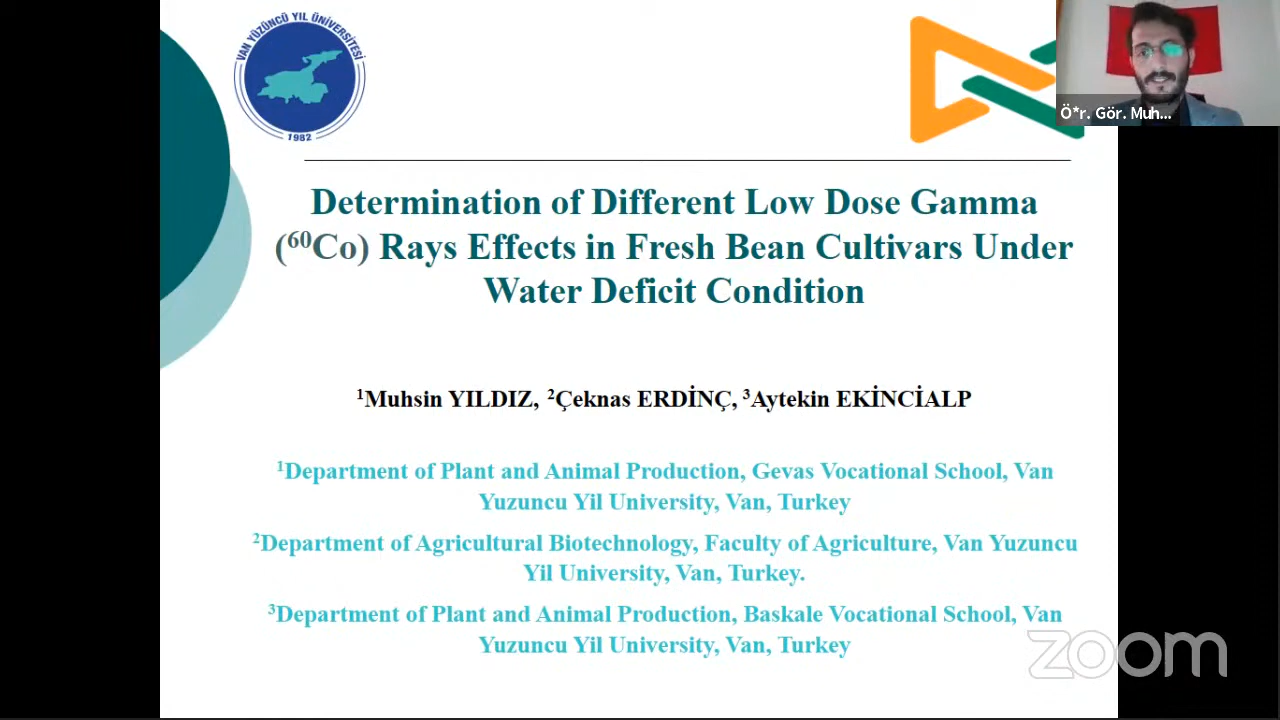 VAN YÜZÜNCÜ YIL ÜNİVERSİTESİ
1982
Ö*r. Gör. Muh...
Determination of Different Low Dose Gamma
(⁶⁰Co) Rays Effects in Fresh Bean Cultivars Under
Water Deficit Condition
¹Muhsin YILDIZ, ²Çeknas ERDİNÇ, ³Aytekin EKİNCİALP
¹Department of Plant and Animal Production, Gevas Vocational School, Van
Yuzuncu Yil University, Van, Turkey
²Department of Agricultural Biotechnology, Faculty of Agriculture, Van Yuzuncu
Yil University, Van, Turkey.
³Department of Plant and Animal Production, Baskale Vocational School, Van
Yuzuncu Yil University, Van, Turkey
zoom